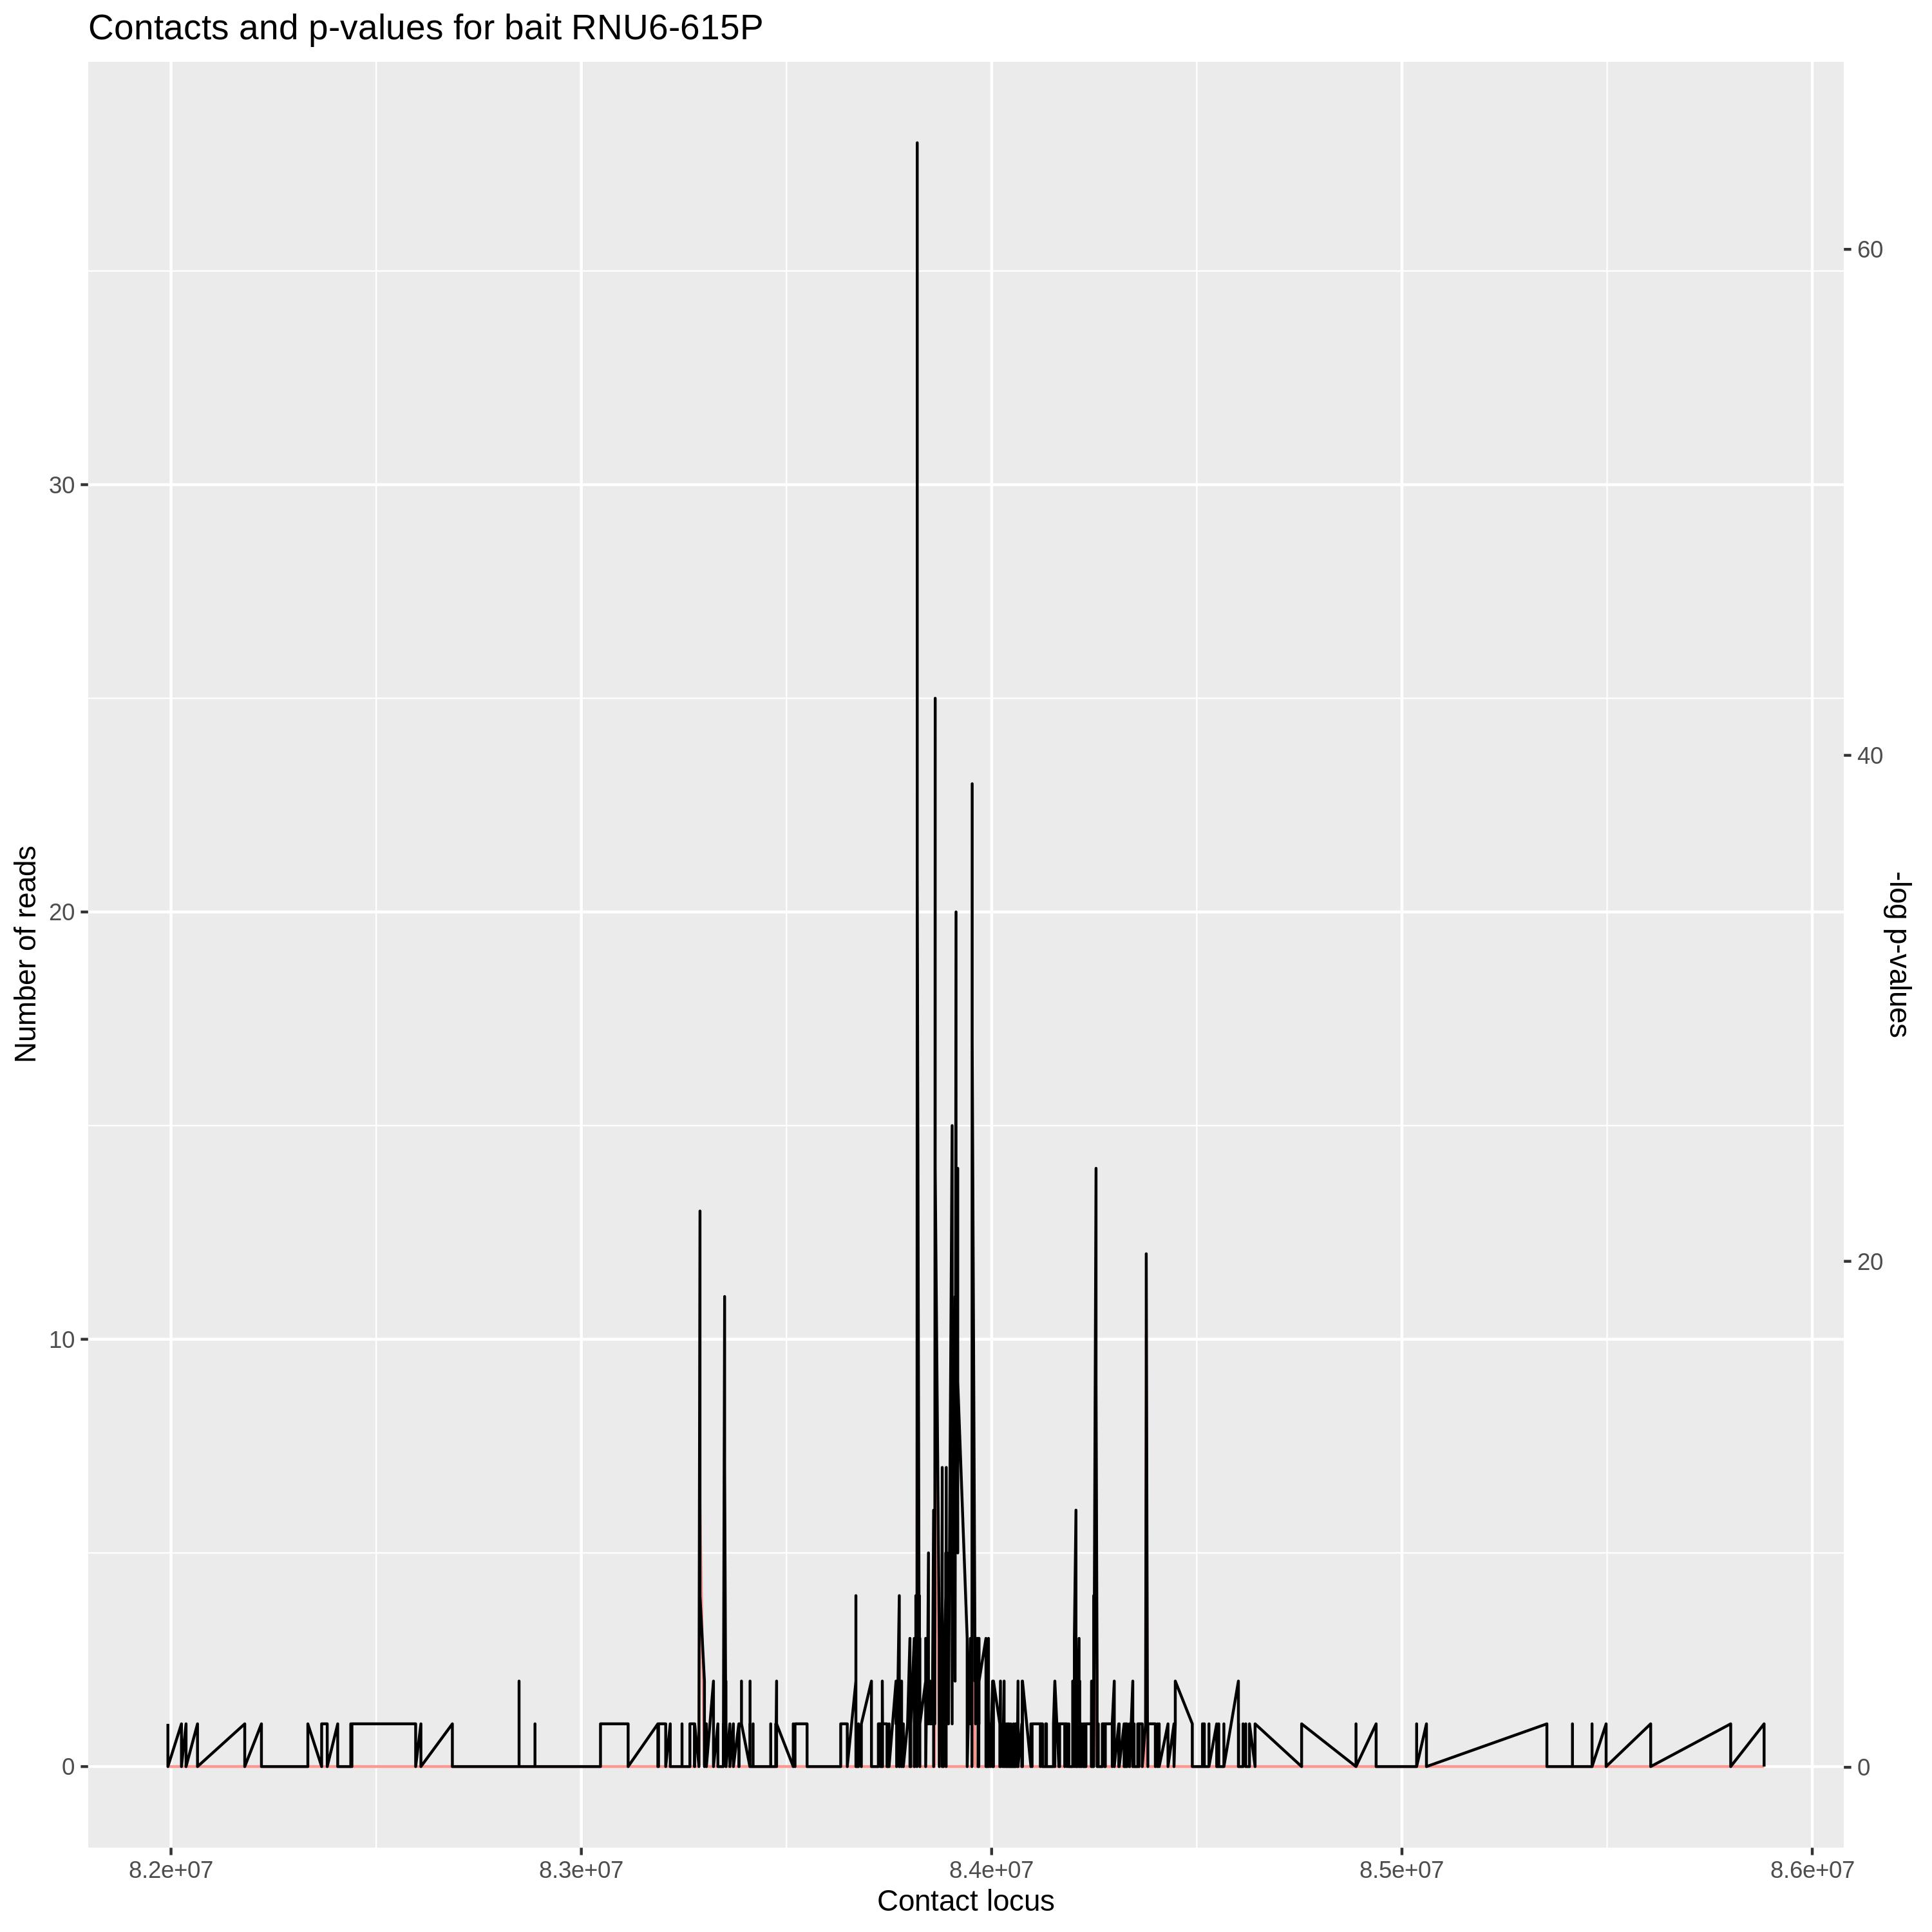 Contacts and p-values for bait RNU6-615P
Number of reads
30
20
10
0
60
40
20
0
-log p-values
8.2e+07
8.3e+07
8.4e+07
8.5e+07
8.6e+07
Contact locus